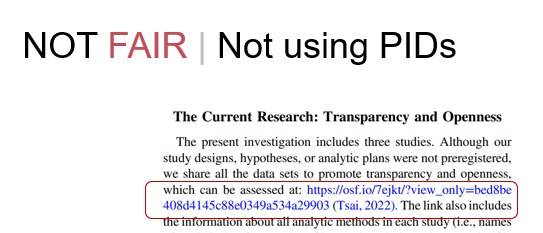 NOT FAIR | Not using PIDs
The Current Research: Transparency and Openness
The present investigation includes three studies. Although our
study designs, hypotheses, or analytic plans were not preregistered,
we share all the data sets to promote transparency and openness,
which can be assessed at: https://osf.io/7ejkt/?view_only=bed8be
408d4145c88e0349a534a29903 (Tsai, 2022). The link also includes
the information about all analytic methods in each study (i.e., names